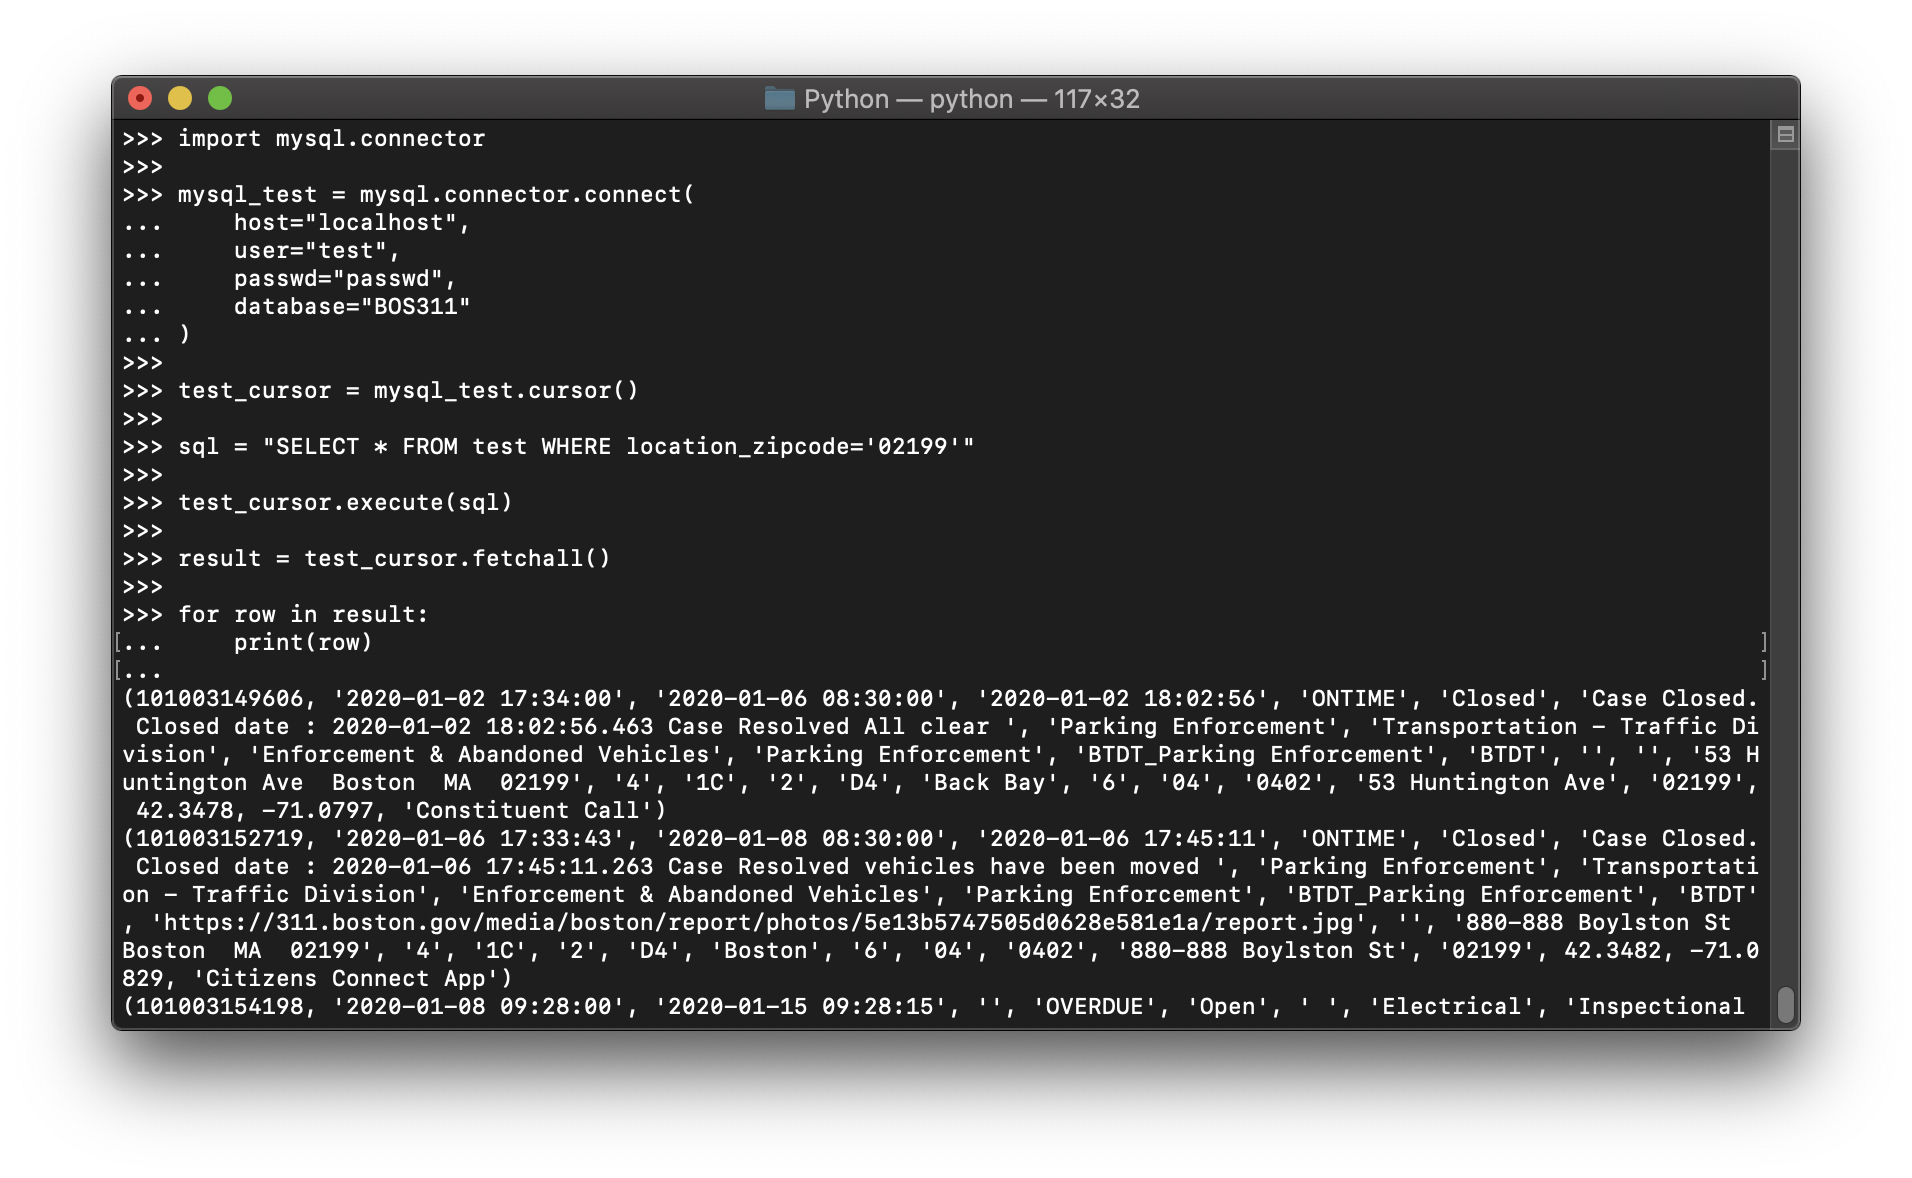 Python — python — 117×32
>>> import mysql.connector
>>>
>>> mysql_test = mysql.connector.connect(
...     host="localhost",
...     user="test",
...     passwd="passwd",
...     database="BOS311"
... )
>>>
>>> test_cursor = mysql_test.cursor()
>>>
>>> sql = "SELECT * FROM test WHERE location_zipcode='02199'"
>>>
>>> test_cursor.execute(sql)
>>>
>>> result = test_cursor.fetchall()
>>>
>>> for row in result:
[...     print(row) ]
[... ]
(101003149606, '2020-01-02 17:34:00', '2020-01-06 08:30:00', '2020-01-02 18:02:56', 'ONTIME', 'Closed', 'Case Closed.
 Closed date : 2020-01-02 18:02:56.463 Case Resolved All clear ', 'Parking Enforcement', 'Transportation - Traffic Di
vision', 'Enforcement & Abandoned Vehicles', 'Parking Enforcement', 'BTDT_Parking Enforcement', 'BTDT', '', '', '53 H
untington Ave  Boston  MA  02199', '4', '1C', '2', 'D4', 'Back Bay', '6', '04', '0402', '53 Huntington Ave', '02199',
 42.3478, -71.0797, 'Constituent Call')
(101003152719, '2020-01-06 17:33:43', '2020-01-08 08:30:00', '2020-01-06 17:45:11', 'ONTIME', 'Closed', 'Case Closed.
 Closed date : 2020-01-06 17:45:11.263 Case Resolved vehicles have been moved ', 'Parking Enforcement', 'Transportati
on - Traffic Division', 'Enforcement & Abandoned Vehicles', 'Parking Enforcement', 'BTDT_Parking Enforcement', 'BTDT'
, 'https://311.boston.gov/media/boston/report/photos/5e13b5747505d0628e581e1a/report.jpg', '', '880-888 Boylston St
Boston  MA  02199', '4', '1C', '2', 'D4', 'Boston', '6', '04', '0402', '880-888 Boylston St', '02199', 42.3482, -71.0
829, 'Citizens Connect App')
(101003154198, '2020-01-08 09:28:00', '2020-01-15 09:28:15', '', 'OVERDUE', 'Open', ' ', 'Electrical', 'Inspectional